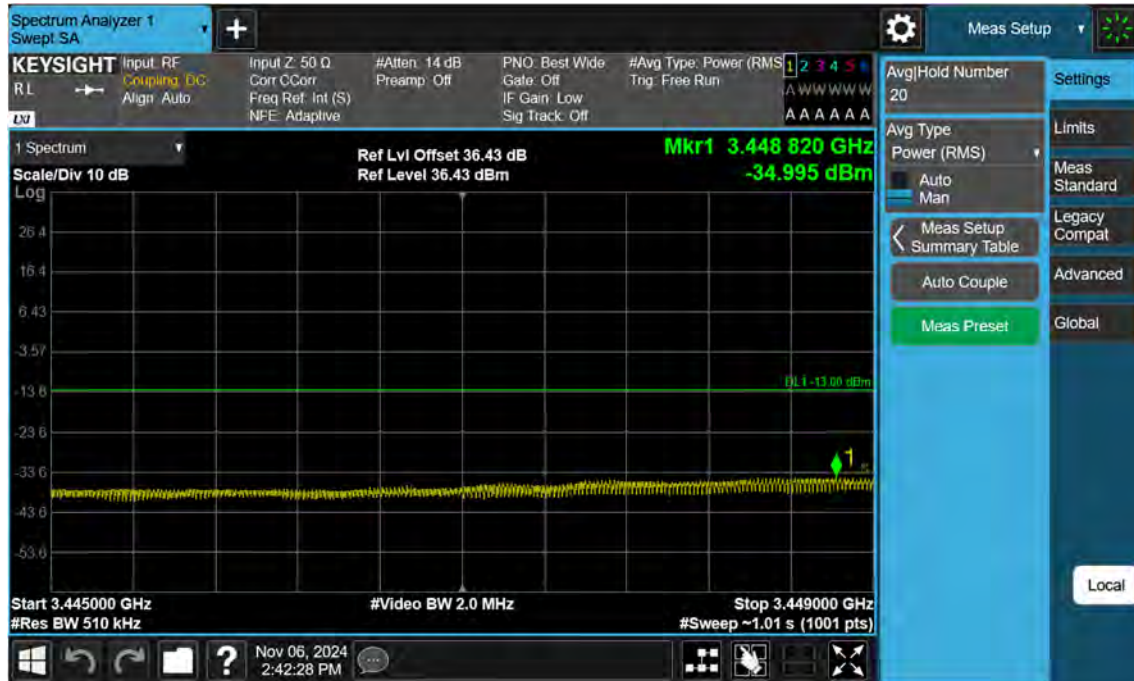 Spectrum Analyzer 1
Swept SA
+
Meas Setup
KEYSIGHT
RL
LXI
Input: RF
Coupling: DC
Align: Auto
Input Z: 50 Ω
Corr CCorr
Freq Ref: Int (S)
NFE: Adaptive
#Atten: 14 dB
Preamp: Off
PNO: Best Wide
Gate: Off
IF Gain: Low
Sig Track: Off
#Avg Type: Power (RMS)
Trig: Free Run
1 2 3 4 5 6
A W W W W W
A A A A A A
1 Spectrum
Scale/Div 10 dB
Log
Ref Lvl Offset 36.43 dB
Ref Level 36.43 dBm
Mkr1 3.448 820 GHz
-34.995 dBm
26.4
16.4
6.43
-3.57
-13.6
-23.6
-33.6
-43.6
-53.6
DL1 -13.00 dBm
1
Start 3.445000 GHz
#Res BW 510 kHz
#Video BW 2.0 MHz
Stop 3.449000 GHz
#Sweep ~1.01 s (1001 pts)
Avg|Hold Number
20
Avg Type
Power (RMS)
Auto
Man
Meas Setup
Summary Table
Auto Couple
Meas Preset
Settings
Limits
Meas
Standard
Legacy
Compat
Advanced
Global
Local
?
Nov 06, 2024
2:42:28 PM